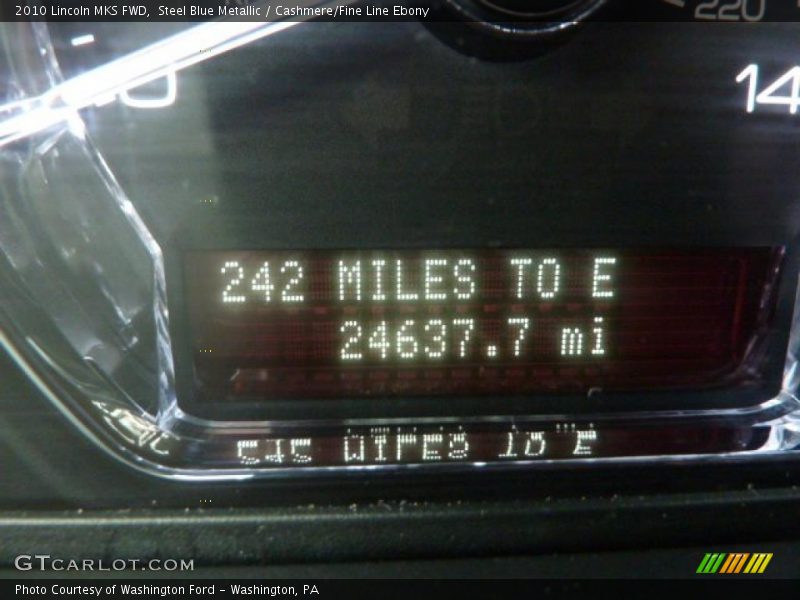 2010 Lincoln MKS FWD,  Steel Blue Metallic / Cashmere/Fine Line Ebony
220
14
242 MILES TO E
24637.7 mi
GTCARLOT.COM
Photo Courtesy of Washington Ford - Washington, PA